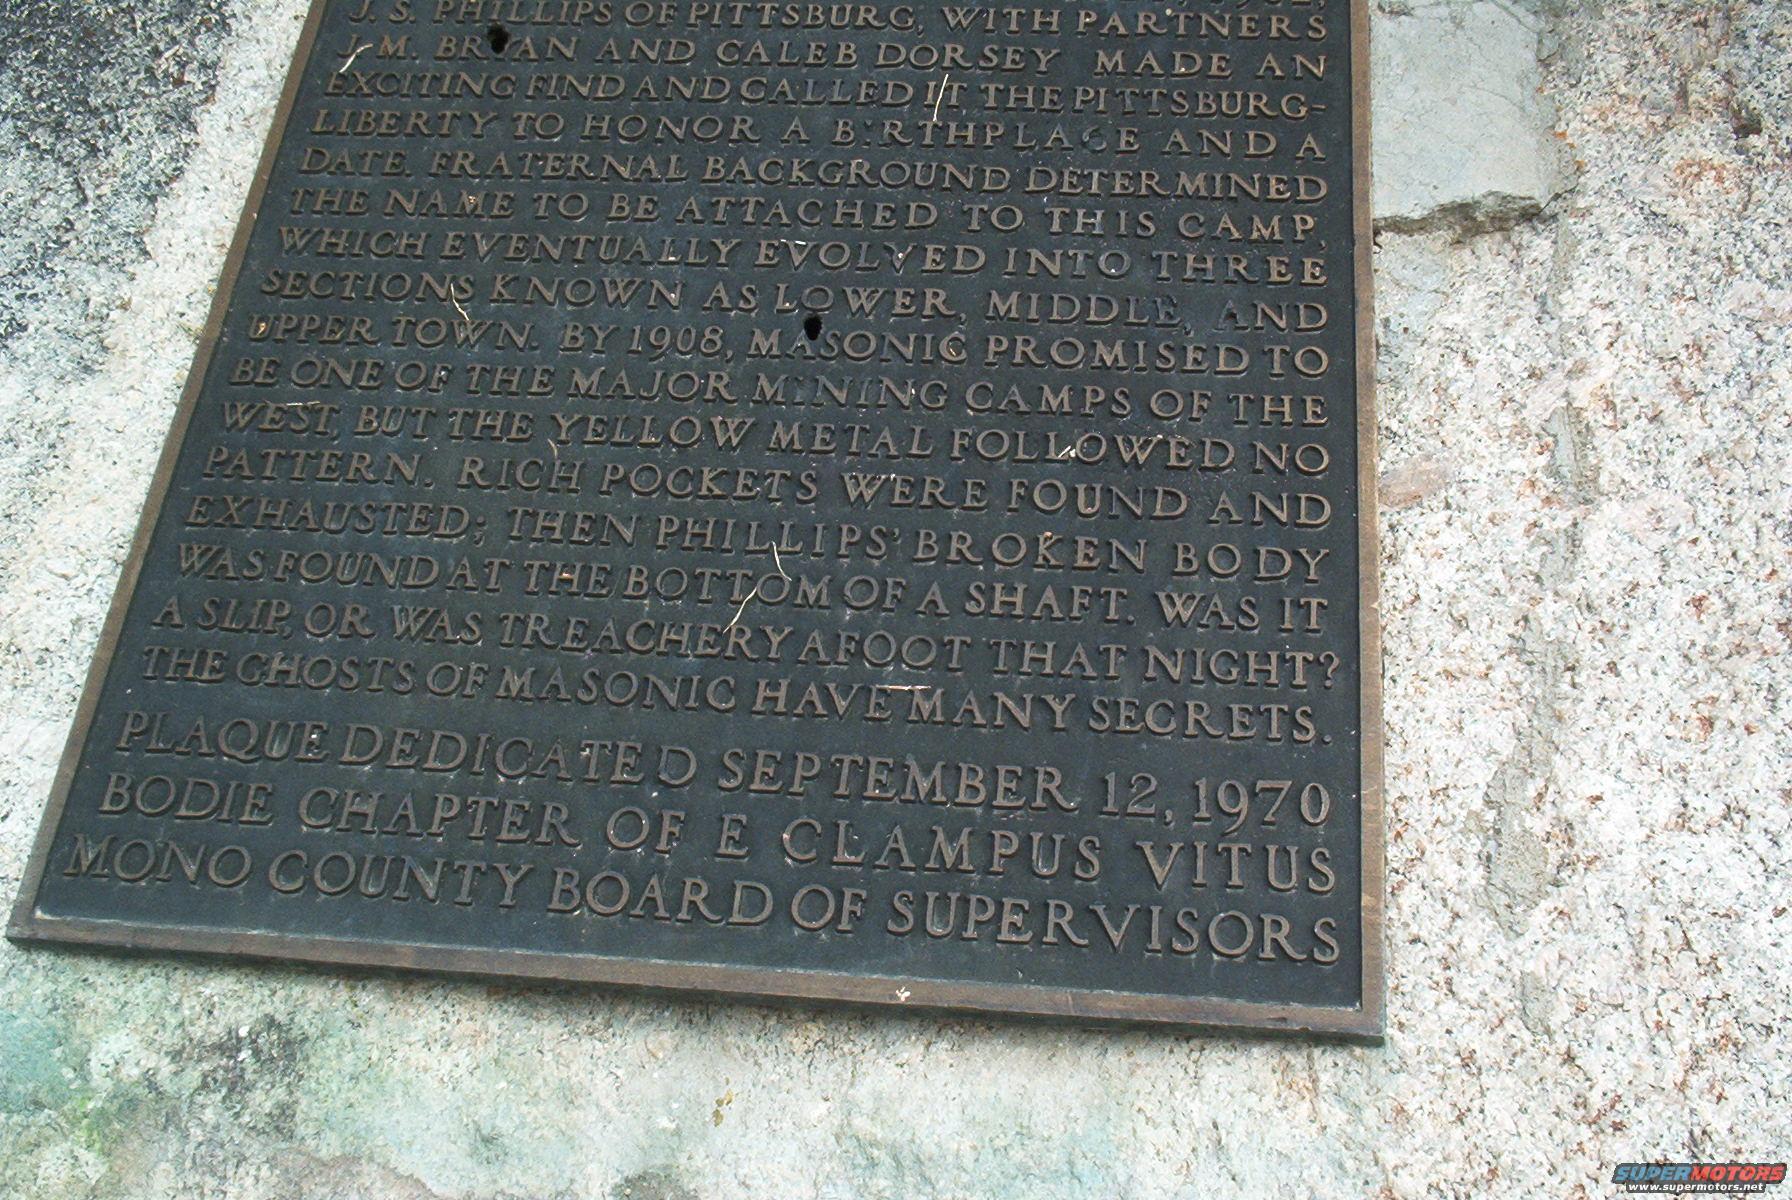 J. S. PHILLIPS OF PITTSBURG, WITH PARTNERS
J. M. BRYAN AND CALEB DORSEY MADE AN
EXCITING FIND AND CALLED IT THE PITTSBURG-
LIBERTY TO HONOR A BIRTHPLACE AND A
DATE. FRATERNAL BACKGROUND DETERMINED
THE NAME TO BE ATTACHED TO THIS CAMP,
WHICH EVENTUALLY EVOLVED INTO THREE
SECTIONS KNOWN AS LOWER, MIDDLE, AND
UPPER TOWN. BY 1908, MASONIC PROMISED TO
BE ONE OF THE MAJOR MINING CAMPS OF THE
WEST, BUT THE YELLOW METAL FOLLOWED NO
PATTERN. RICH POCKETS WERE FOUND AND
EXHAUSTED; THEN PHILLIPS' BROKEN BODY
WAS FOUND AT THE BOTTOM OF A SHAFT. WAS IT
A SLIP, OR WAS TREACHERY AFOOT THAT NIGHT?
THE GHOSTS OF MASONIC HAVE MANY SECRETS.
PLAQUE DEDICATED SEPTEMBER 12, 1970
BODIE CHAPTER OF E CLAMPUS VITUS
MONO COUNTY BOARD OF SUPERVISORS
SUPERMOTORS
www.supermotors.net